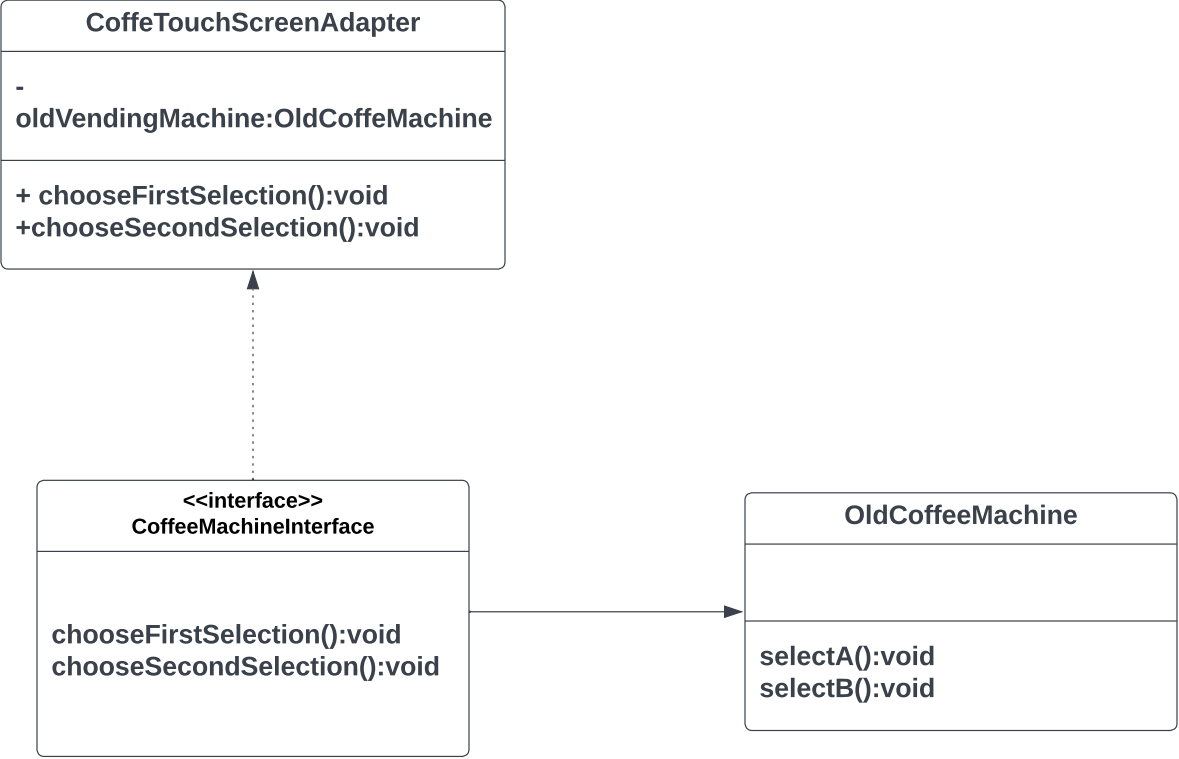 CoffeTouchScreenAdapter
-
oldVendingMachine:OldCoffeMachine
+ chooseFirstSelection():void
+chooseSecondSelection():void
<<interface>>
CoffeeMachineInterface
chooseFirstSelection():void
chooseSecondSelection():void
OldCoffeeMachine
selectA():void
selectB():void